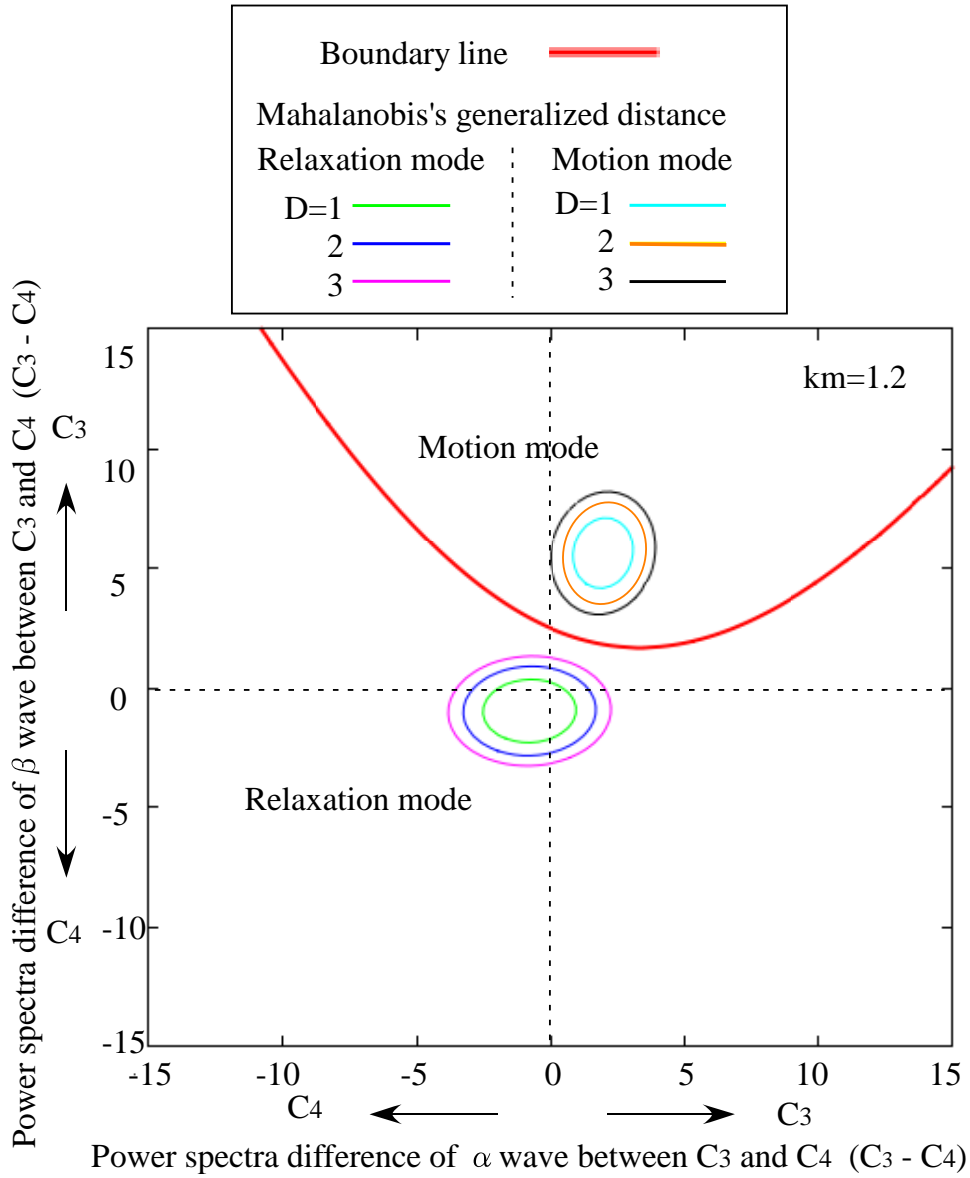 Boundary line
Mahalanobis's generalized distance
Relaxation mode
Motion mode
D=1
2
3
D=1
2
3
Power spectra difference of β wave between C3 and C4 (C3 - C4)
C3
C4
15
10
5
0
-5
-10
-15
km=1.2
Motion mode
Relaxation mode
-15 -10 -5 0 5 10 15
C4
C3
Power spectra difference of α wave between C3 and C4 (C3 - C4)